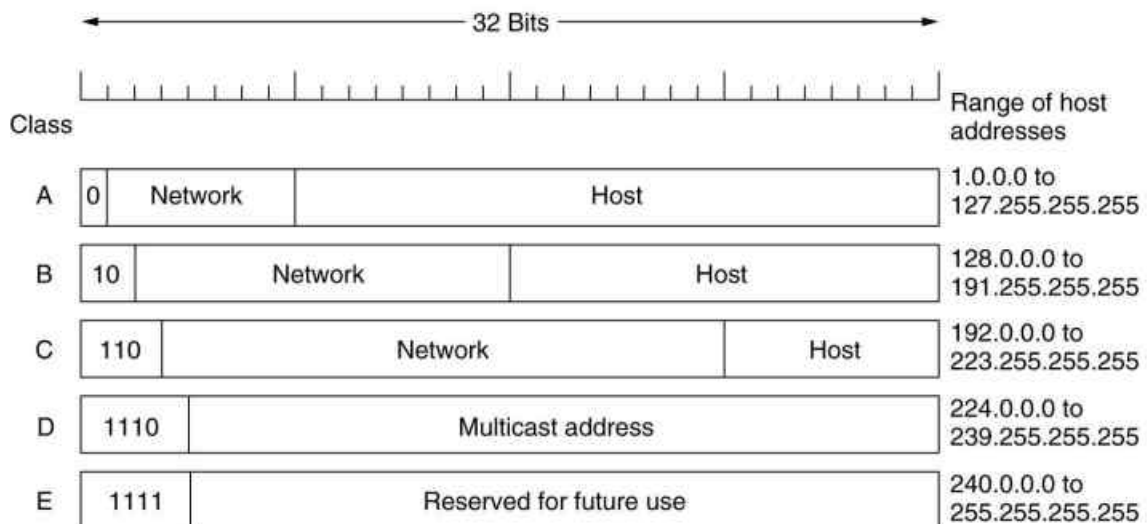 32 Bits
Class
Range of host
addresses
A
0
Network
Host
1.0.0.0 to
127.255.255.255
B
10
Network
Host
128.0.0.0 to
191.255.255.255
C
110
Network
Host
192.0.0.0 to
223.255.255.255
D
1110
Multicast address
224.0.0.0 to
239.255.255.255
E
1111
Reserved for future use
240.0.0.0 to
255.255.255.255